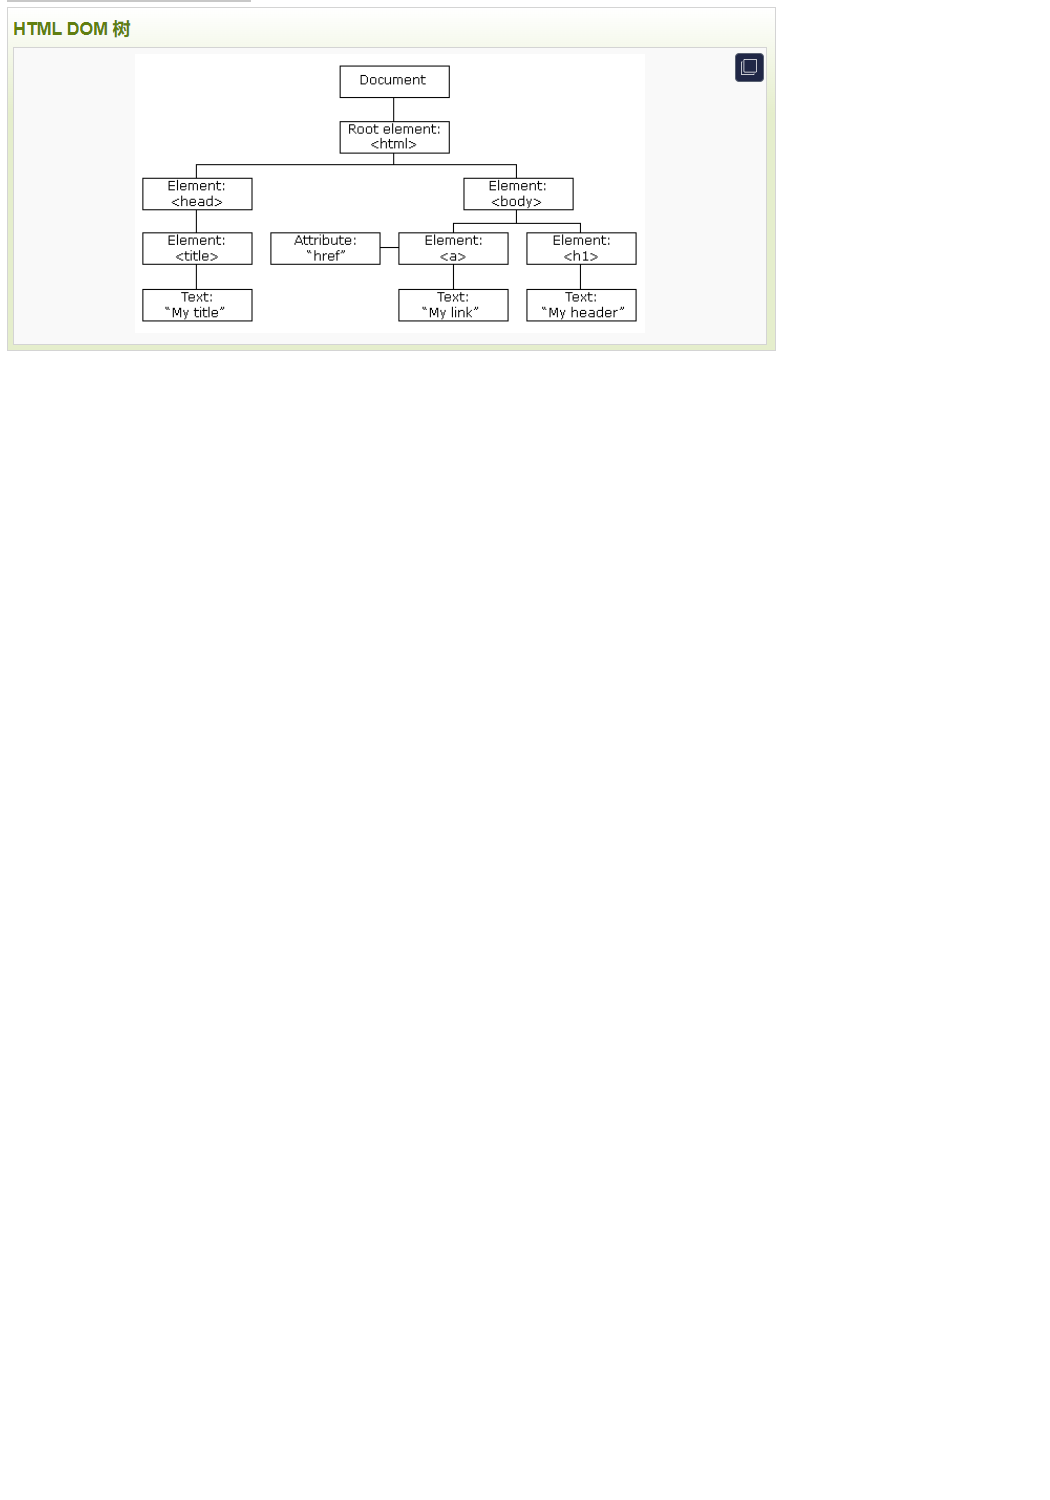 HTML DOM 树
Document
Root element:
<html>
Element:
<head>
Element:
<body>
Element:
<title>
Attribute:
“href”
Element:
<a>
Element:
<h1>
Text:
“My title”
Text:
“My link”
Text:
“My header”